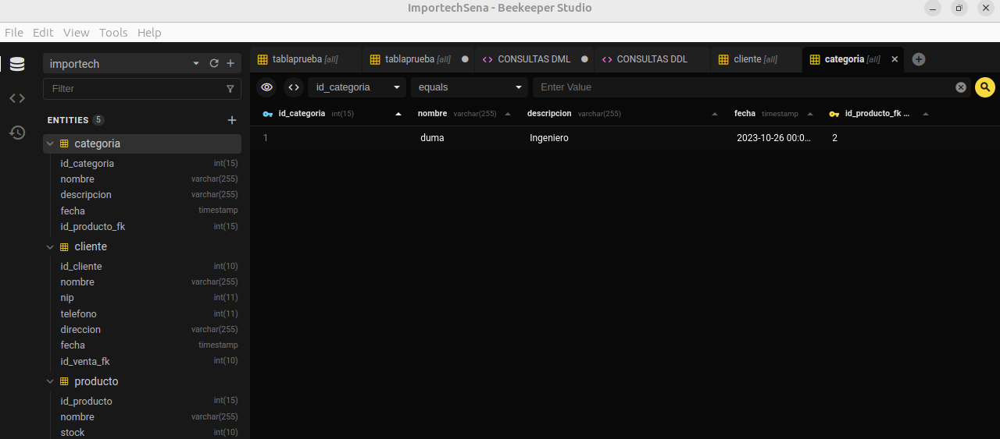 ImportechSena - Beekeeper Studio
File Edit View Tools Help
importech
Filter
ENTITIES 5
categoria
id_categoria int(15)
nombre varchar(255)
descripcion varchar(255)
fecha timestamp
id_producto_fk int(15)
cliente
id_cliente int(10)
nombre varchar(255)
nip int(11)
telefono int(11)
direccion varchar(255)
fecha timestamp
id_venta_fk int(10)
producto
id_producto int(15)
nombre varchar(255)
stock int(10)
tablaprueba [all] tablaprueba [all] CONSULTAS DML CONSULTAS DDL cliente [all] categoria [all]
id_categoria equals Enter Value
id_categoria int(15) nombre varchar(255) descripcion varchar(255) fecha timestamp id_producto_fk ...
1 duma Ingeniero 2023-10-26 00:0... 2